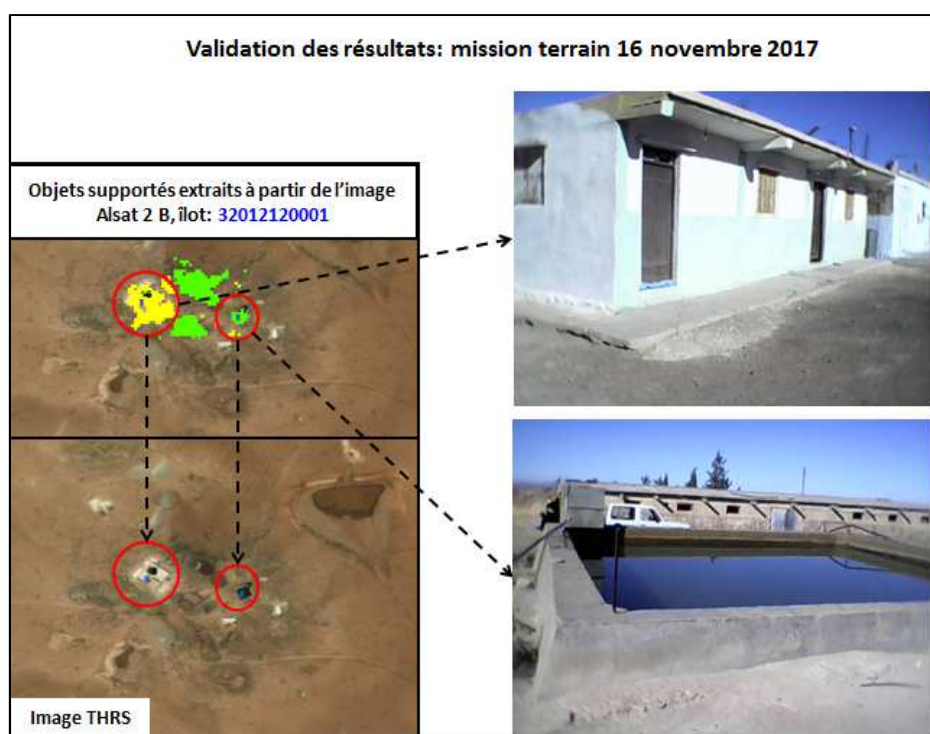 Validation des résultats: mission terrain 16 novembre 2017
Objets supportés extraits à partir de l'image
Alsat 2 B, îlot: 32012120001
Image THRS